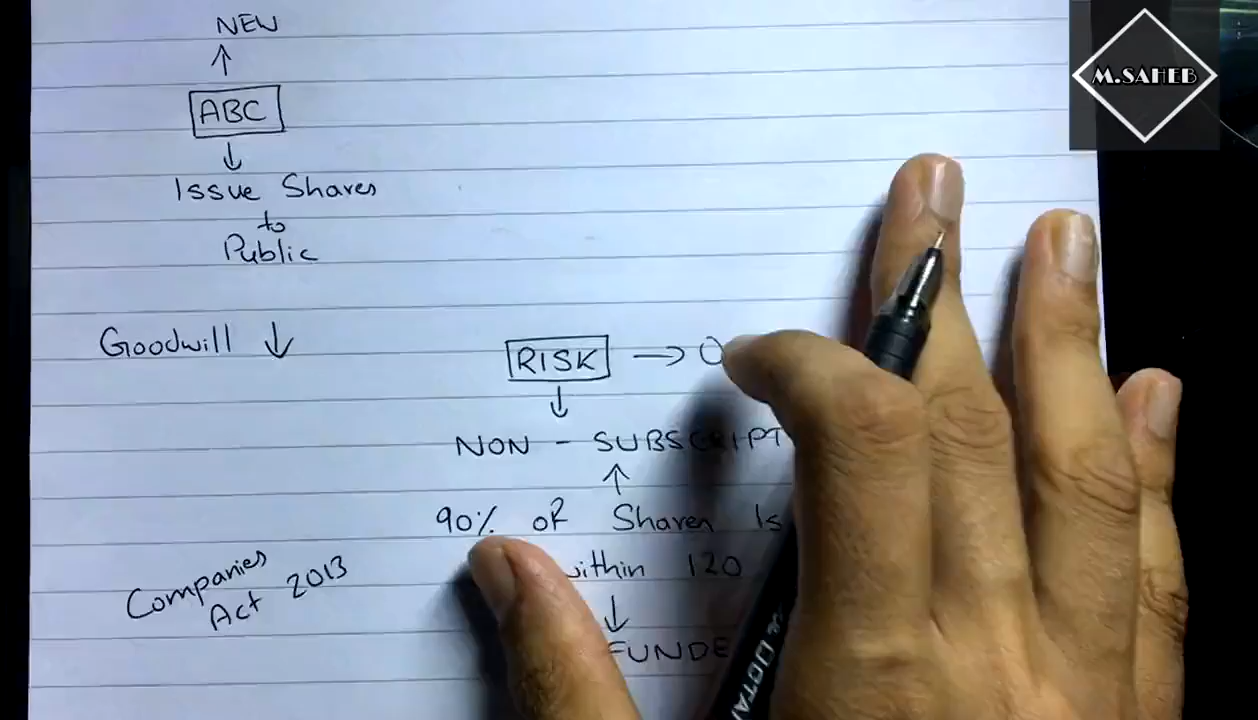 NEW
ABC
Issue Shares
to
Public
M.SAHEB
Goodwill ↓
RISK →
NON - SUBSCRIPT
90% of Shares Is
within 120
Companies
Act 2013
FUNDE